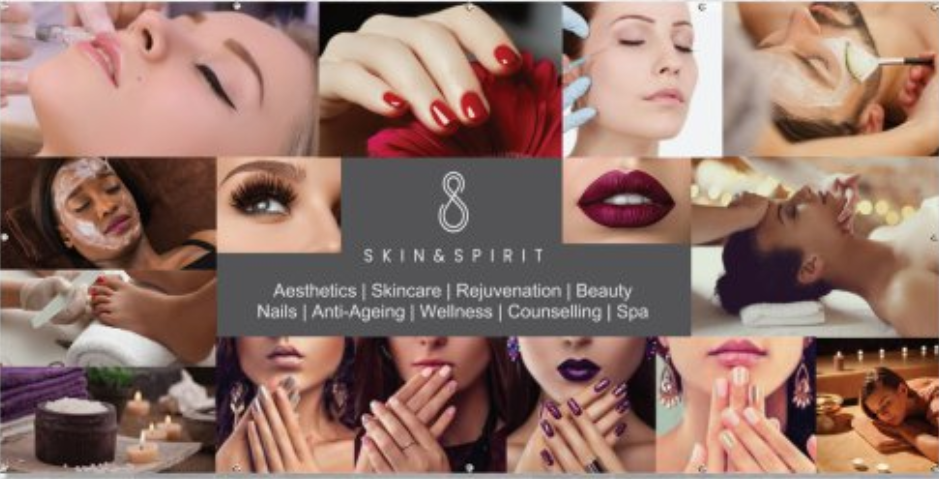 SKIN&SPIRIT
Aesthetics | Skincare | Rejuvenation | Beauty
Nails | Anti-Ageing | Wellness | Counselling | Spa